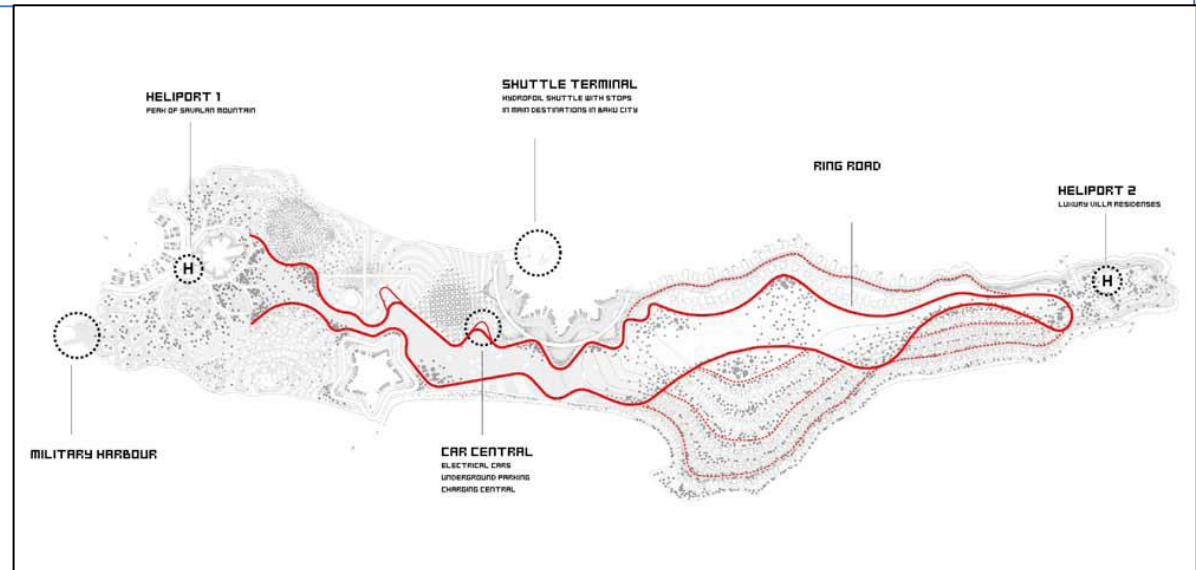 SHUTTLE TERMINAL
HYDROFOIL SHUTTLE WITH STOPS
IN MAIN DESTINATIONS IN BAKU CITY
HELIPORT 1
PEAK OF SAVALAN MOUNTAIN
RING ROAD
HELIPORT 2
LUXURY VILLA RESIDENSES
H
H
MILITARY HARBOUR
CAR CENTRAL
ELECTRICAL CARS
UNDERGROUND PARKING
CHARGING CENTRAL